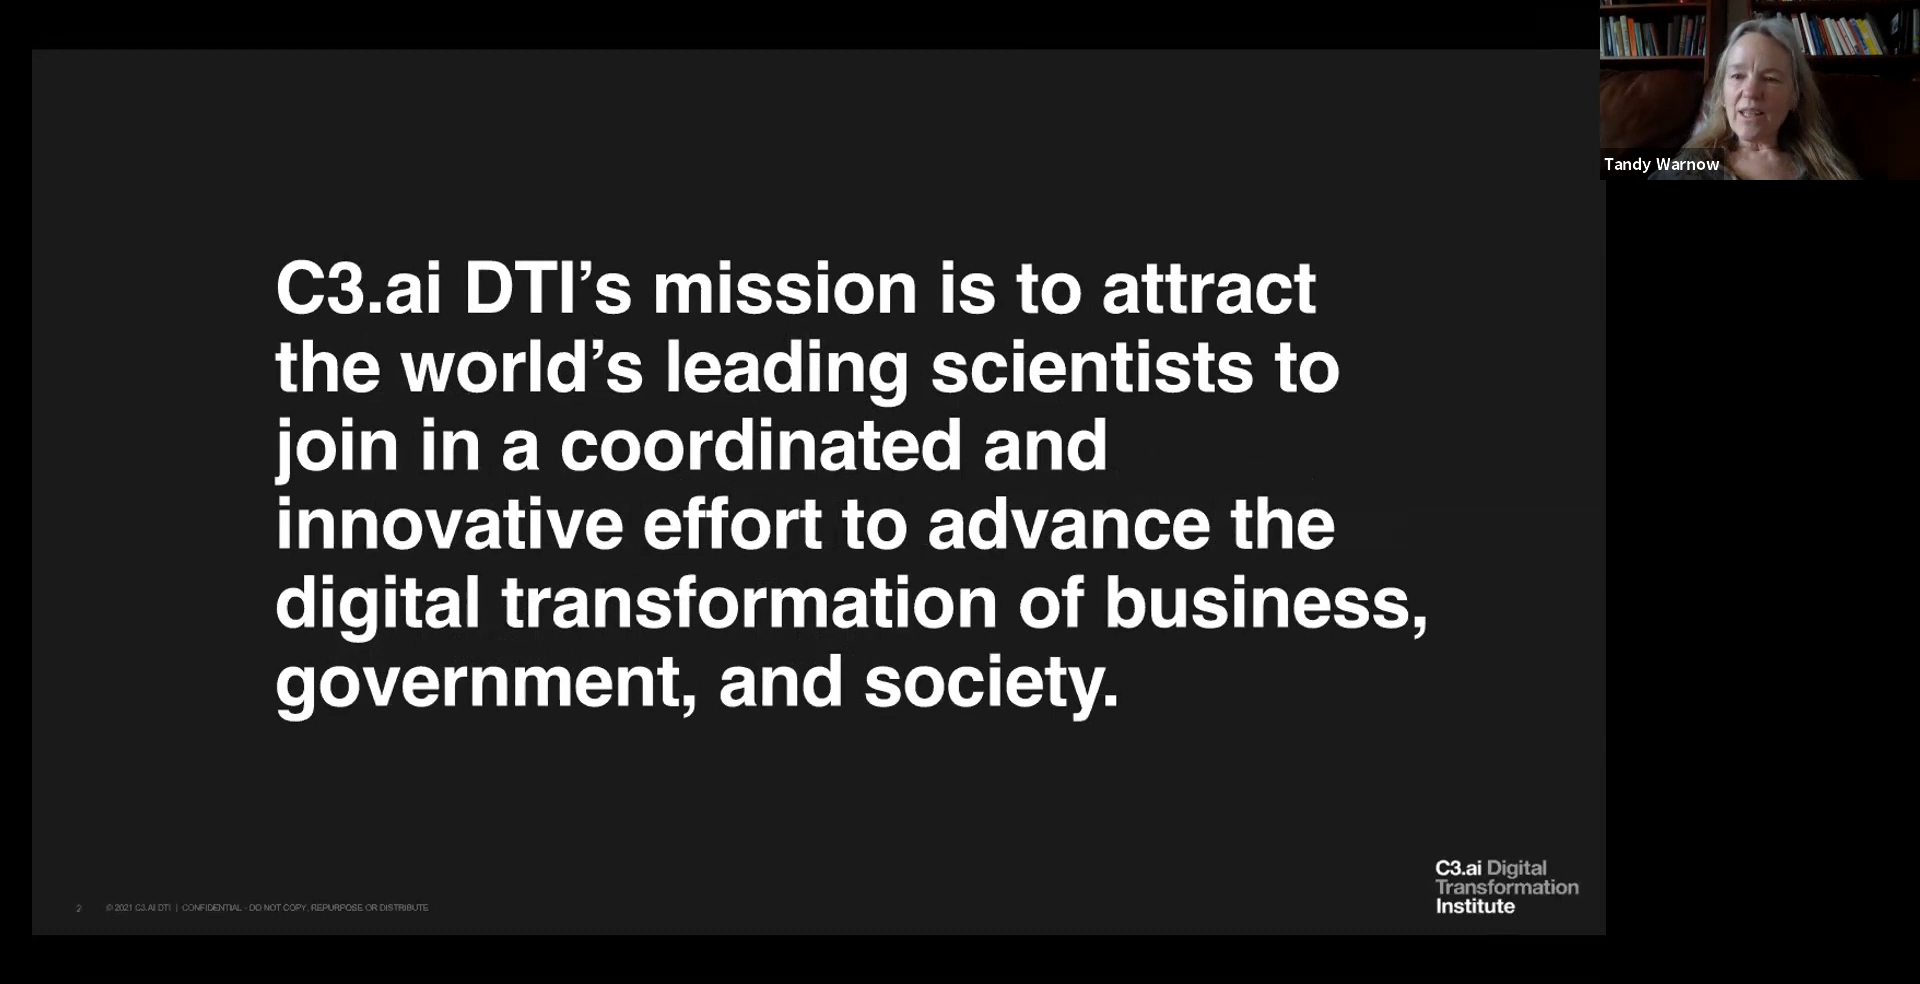 Tandy Warnow
C3.ai DTI’s mission is to attract
the world’s leading scientists to
join in a coordinated and
innovative effort to advance the
digital transformation of business,
government, and society.
C3.ai Digital
Transformation
Institute
2 © 2021 C3.AI DTI | CONFIDENTIAL - DO NOT COPY, REPURPOSE OR DISTRIBUTE